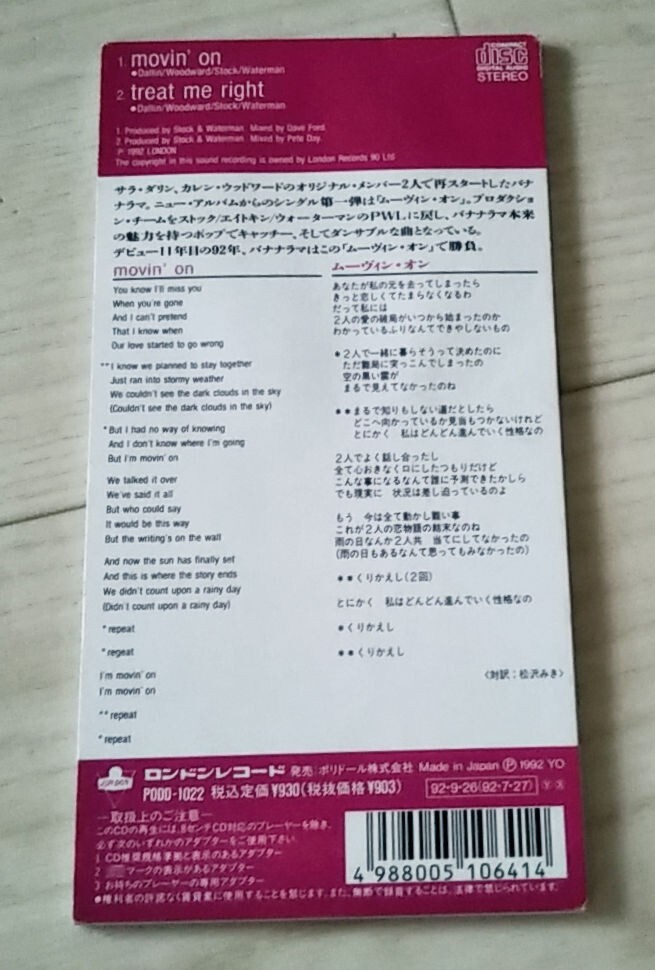 1. movin' on
●Dallin/Woodward/Stock/Waterman
2. treat me right
●Dallin/Woodward/Stock/Waterman
COMPACT
disc
DIGITAL AUDIO
STEREO
1. Produced by Stock & Waterman Mixed by Dave Ford.
2. Produced by Stock & Waterman Mixed by Pete Day.
℗ 1992 LONDON
The copyright in this sound recording is owned by London Records 90 Ltd
サラ・ダリン、カレン・ウッドワードのオリジナル・メンバー2人で再スタートしたバナ
ナラマ。ニュー・アルバムからのシングル第一弾は「ムーヴィン・オン」。プロダクショ
ン・チームをストック/エイトキン/ウォーターマンのPWLに戻し、バナナラマ本来
の魅力を持つポップでキャッチー、そしてダンサブルな曲となっている。
デビュー11年目の92年、バナナラマはこの「ムーヴィン・オン」で勝負。
movin' on
You know I'll miss you
When you're gone
And I can't pretend
That I know when
Our love started to go wrong
**I know we planned to stay together
Just ran into stormy weather
We couldn't see the dark clouds in the sky
(Couldn't see the dark clouds in the sky)
*But I had no way of knowing
And I don't know where I'm going
But I'm movin' on
We talked it over
We've said it all
But who could say
It would be this way
But the writing's on the wall
And now the sun has finally set
And this is where the story ends
We didn't count upon a rainy day
(Didn't count upon a rainy day)
*repeat
*repeat
I'm movin' on
I'm movin' on
**repeat
*repeat
ムーヴィン・オン
あなたが私の元を去ってしまったら
きっと恋しくてたまらなくなるわ
だって私には
2人の愛の破局がいつから始まったのか
わかっているふりなんてできやしないもの
*2人で一緒に暮らそうって決めたのに
ただ難局に突っこんでしまったの
空の黒い雲が
まるで見えてなかったのね
**まるで知りもしない道だとしたら
どこへ向かっているか見当もつかないけれど
とにかく 私はどんどん進んでいく性格なの
2人でよく話し合ったし
全て心おきなく口にしたつもりだけど
こんな事になるなんて誰に予測できたかしら
でも現実に 状況は差し迫っているのよ
もう 今は全て動かし難い事
これが2人の恋物語の結末なのね
雨の日なんか2人共 当てにしてなかったの
(雨の日もあるなんて思ってもみなかったの)
**くりかえし(2回)
とにかく 私はどんどん進んでいく性格なの
*くりかえし
**くりかえし
〈対訳:松沢みき〉
LONDON
ロンドンレコード 発売:ポリドール株式会社 Made in Japan ℗ 1992 YO
PODD-1022 税込定価¥930(税抜価格¥903) 92-9-26(92-7-27)
—取扱上のご注意—
このCDの再生には、8センチCD対応のプレーヤーを除き、
必ず次のいずれかのアダプターをご使用下さい。
1 CD推奨規格準拠と表示のあるアダプター
2 マークの表示があるアダプター
3 お持ちのプレーヤーの専用アダプター
●権利者の許諾なく賃貸業に使用することを禁じます。また、無断で録音することは、法律で禁じられています。
4 988005 106414